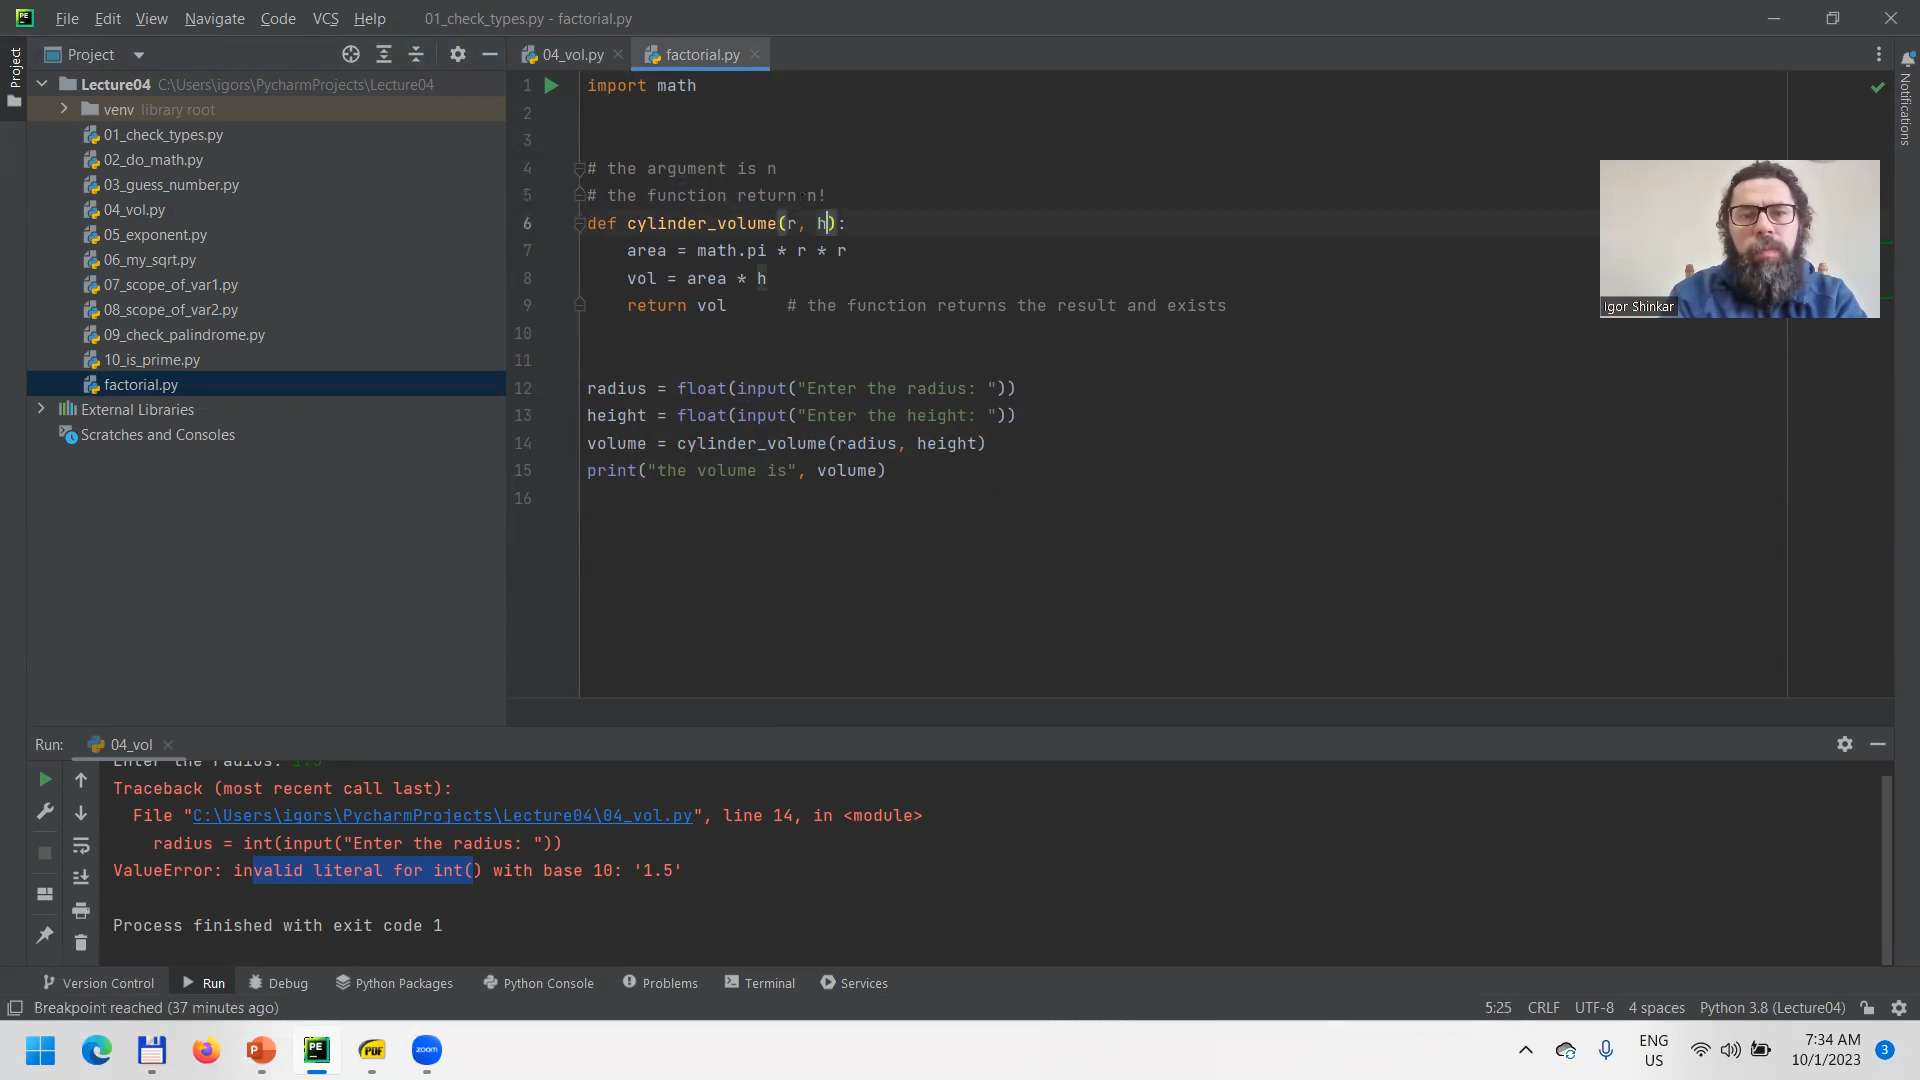 File Edit View Navigate Code VCS Help 01_check_types.py - factorial.py
Project
Project
04_vol.py
factorial.py
Lecture04 C:\Users\igors\PycharmProjects\Lecture04
venv library root
01_check_types.py
02_do_math.py
03_guess_number.py
04_vol.py
05_exponent.py
06_my_sqrt.py
07_scope_of_var1.py
08_scope_of_var2.py
09_check_palindrome.py
10_is_prime.py
factorial.py
External Libraries
Scratches and Consoles
1 import math
2
3
4 # the argument is n
5 # the function return n!
6 def cylinder_volume(r, h):
7 area = math.pi * r * r
8 vol = area * h
9 return vol # the function returns the result and exists
10
11
12 radius = float(input("Enter the radius: "))
13 height = float(input("Enter the height: "))
14 volume = cylinder_volume(radius, height)
15 print("the volume is", volume)
16
Notifications
Igor Shinkar
Run: 04_vol
Enter the radius: 1.5
Traceback (most recent call last):
File "C:\Users\igors\PycharmProjects\Lecture04\04_vol.py", line 14, in <module>
radius = int(input("Enter the radius: "))
ValueError: invalid literal for int() with base 10: '1.5'
Process finished with exit code 1
Version Control Run Debug Python Packages Python Console Problems Terminal Services
Breakpoint reached (37 minutes ago)
5:25 CRLF UTF-8 4 spaces Python 3.8 (Lecture04)
PE
PDF
zoom
ENG
US
7:34 AM
10/1/2023
3